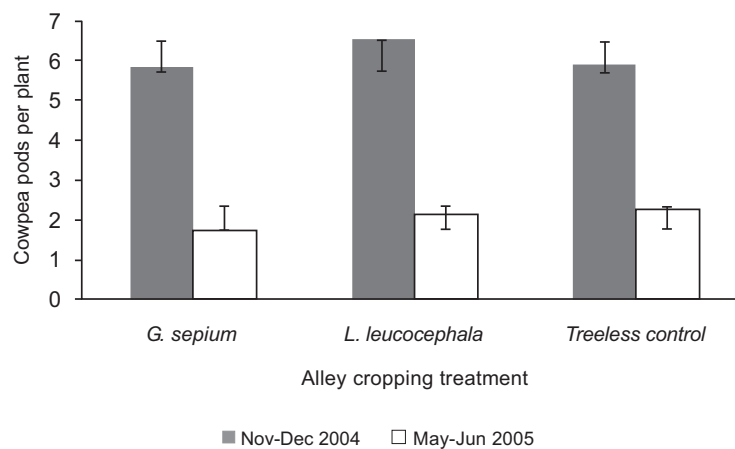 7
6
5
4
3
2
1
0
Cowpea pods per plant
G. sepium L. leucocephala Treeless control
Alley cropping treatment
Nov-Dec 2004 May-Jun 2005